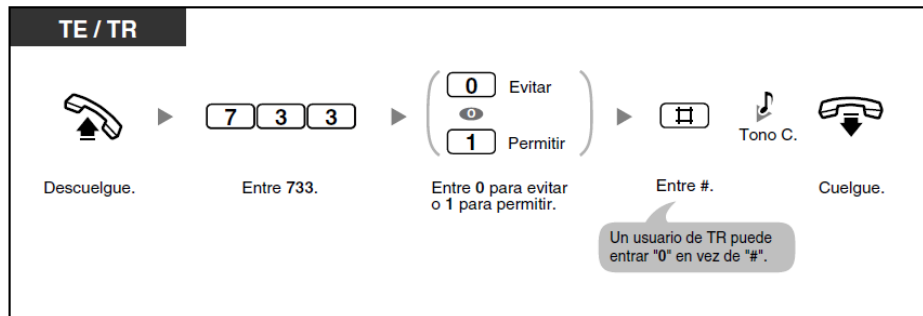 TE / TR
7 3 3
0 Evitar
o
1 Permitir
#
Tono C.
Descuelgue.
Entre 733.
Entre 0 para evitar
o 1 para permitir.
Entre #.
Cuelgue.
Un usuario de TR puede
entrar "0" en vez de "#".